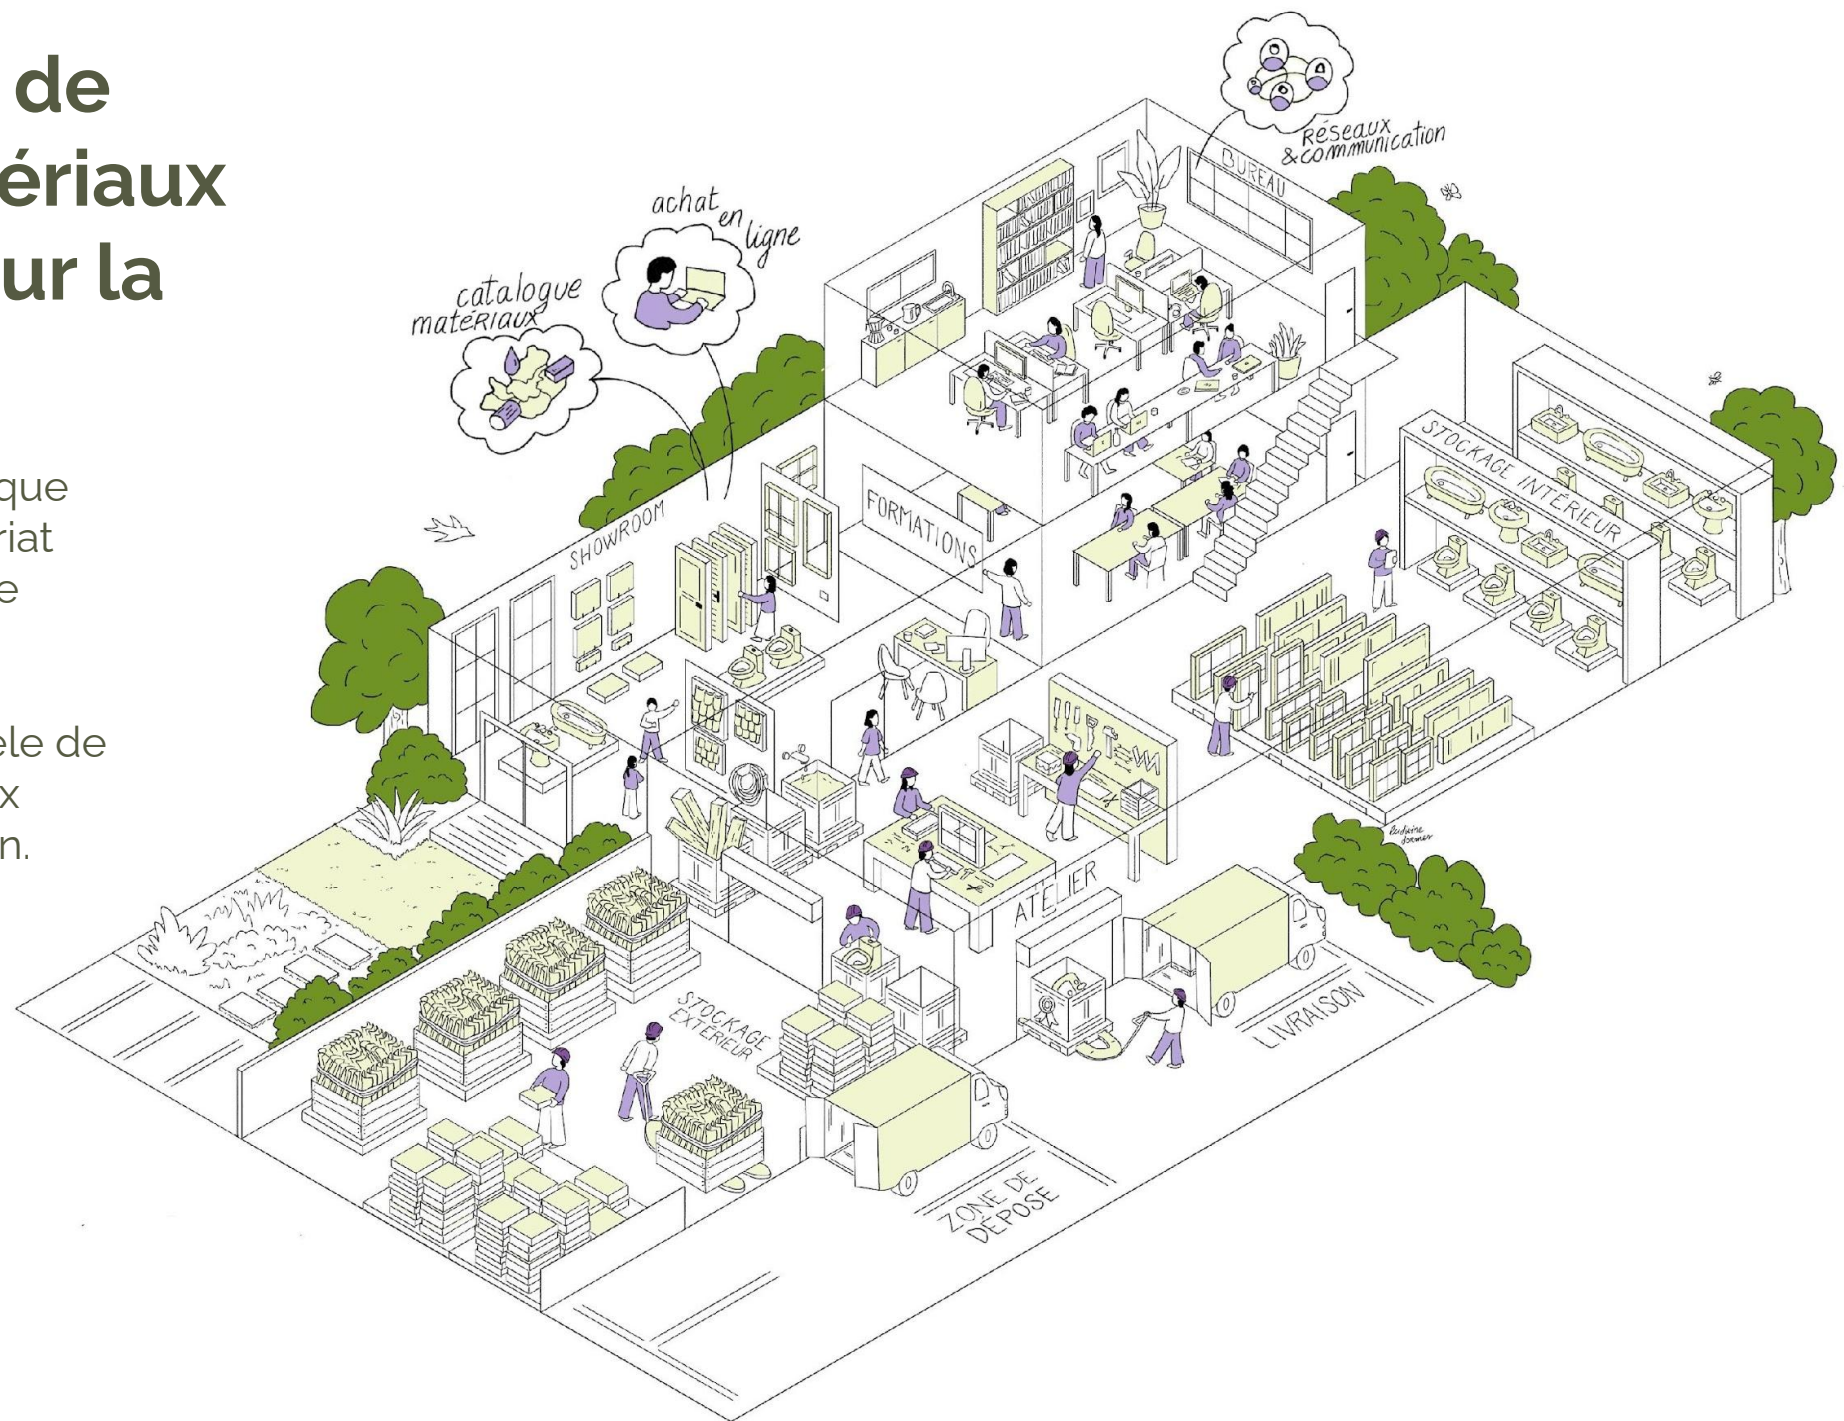 de
ériaux
ur la
que
riat
e
èle de
x
n.
RÉSEAUX
& communication
BUREAU
achat
en
ligne
catalogue
matériaux
SHOWROOM
FORMATIONS
STOCKAGE INTÉRIEUR
ATELIER
STOCKAGE
EXTÉRIEUR
LIVRAISON
ZONE DE
DÉPOSE